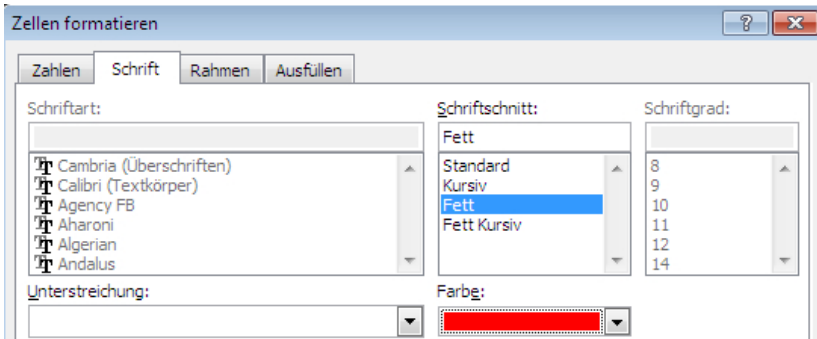 Zellen formatieren
Zahlen Schrift Rahmen Ausfüllen
Schriftart: Schriftschnitt: Schriftgrad:
Fett
Cambria (Überschriften) Standard 8
Calibri (Textkörper) Kursiv 9
Agency FB Fett 10
Aharoni Fett Kursiv 11
Algerian 12
Andalus 14
Unterstreichung: Farbe: